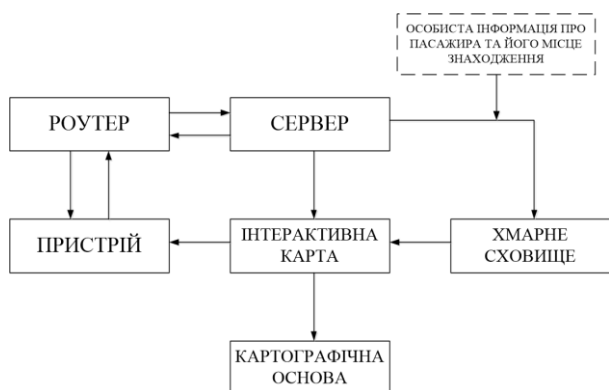 ОСОБИСТА ІНФОРМАЦІЯ ПРО
ПАСАЖИРА ТА ЙОГО МІСЦЕ
ЗНАХОДЖЕННЯ
РОУТЕР
СЕРВЕР
ПРИСТРІЙ
ІНТЕРАКТИВНА
КАРТА
ХМАРНЕ
СХОВИЩЕ
КАРТОГРАФІЧНА
ОСНОВА